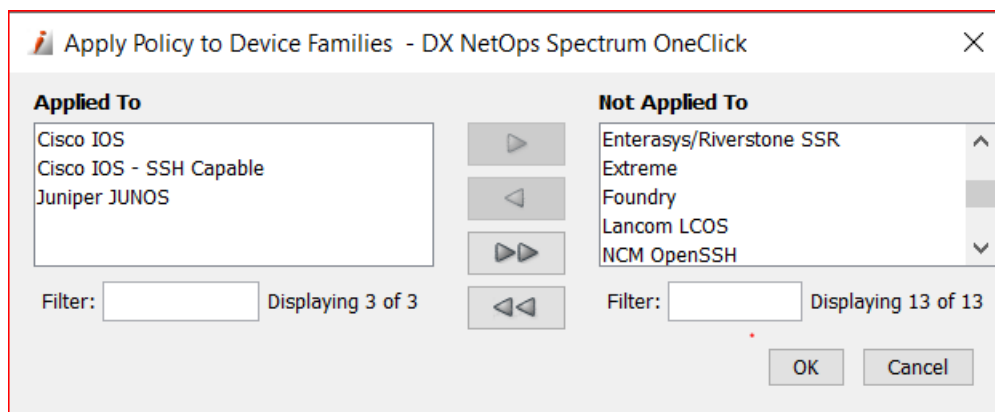 Apply Policy to Device Families - DX NetOps Spectrum OneClick
Applied To
Cisco IOS
Cisco IOS - SSH Capable
Juniper JUNOS
Filter:
Displaying 3 of 3
Not Applied To
Enterasys/Riverstone SSR
Extreme
Foundry
Lancom LCOS
NCM OpenSSH
Filter:
Displaying 13 of 13
OK
Cancel